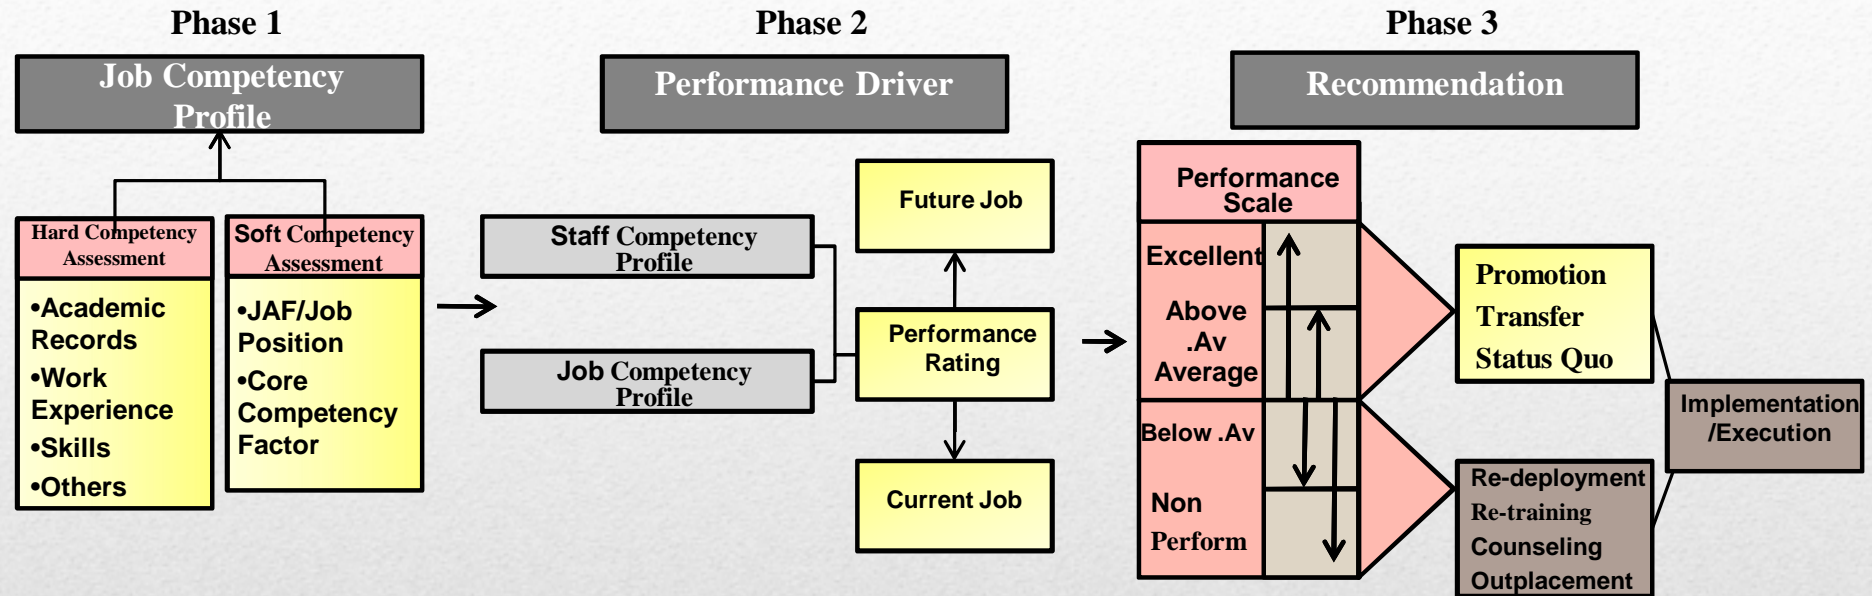 Phase 1
Job Competency
Profile
Hard Competency
Assessment
•Academic
Records
•Work
Experience
•Skills
•Others
Soft Competency
Assessment
•JAF/Job
Position
•Core
Competency
Factor
Phase 2
Performance Driver
Staff Competency
Profile
Job Competency
Profile
Future Job
Performance
Rating
Current Job
Phase 3
Recommendation
Performance
Scale
Excellent
Above
.Av
Average
Below .Av
Non
Perform
Promotion
Transfer
Status Quo
Re-deployment
Re-training
Counseling
Outplacement
Implementation
/Execution